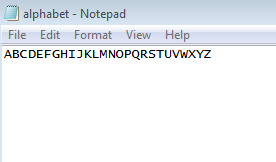 alphabet - Notepad
File Edit Format View Help
ABCDEFGHIJKLMNOPQRSTUVWXYZ